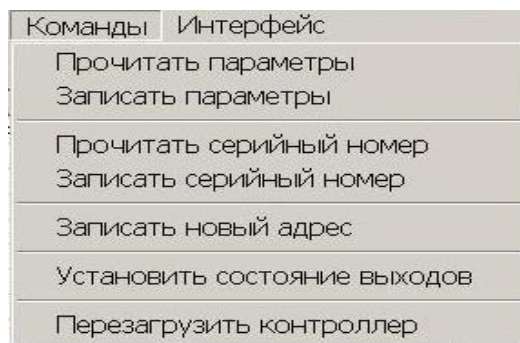 Команды Интерфейс
Прочитать параметры
Записать параметры
Прочитать серийный номер
Записать серийный номер
Записать новый адрес
Установить состояние выходов
Перезагрузить контроллер